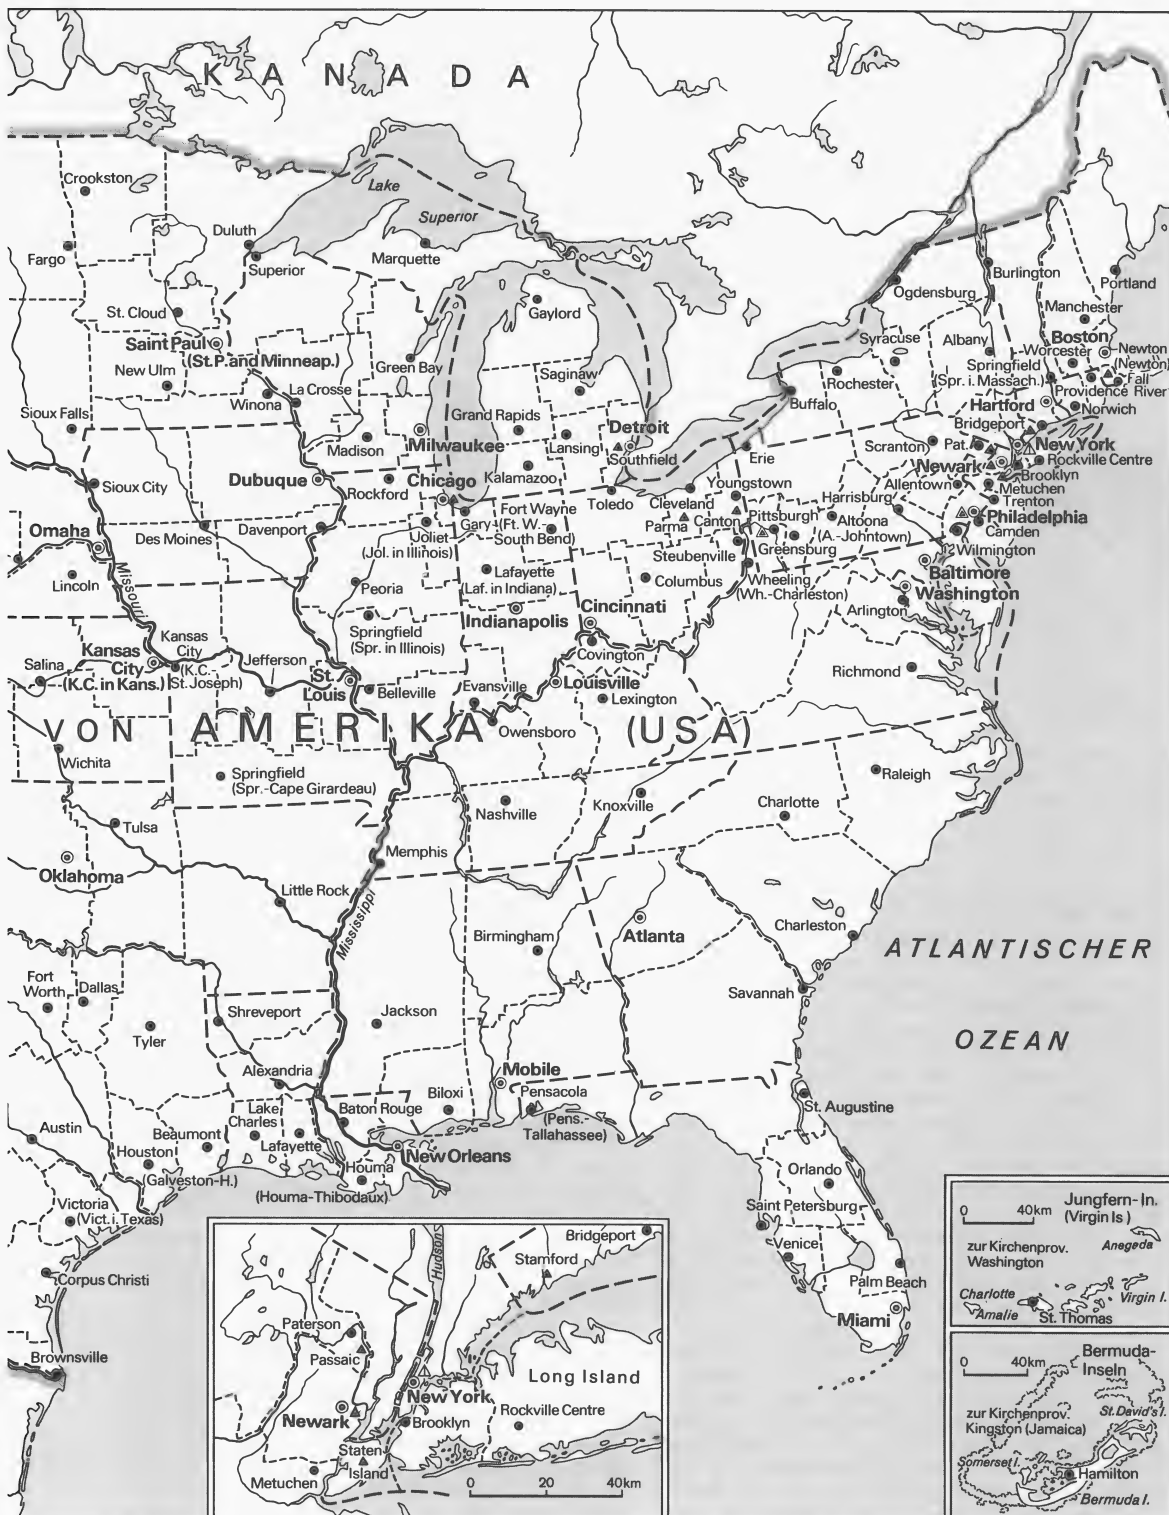 KANADA
Crookston
Lake
Superior
Duluth
Fargo
Superior
Marquette
Burlington
Portland
Ogdensburg
St. Cloud
Gaylord
Manchester
Saint Paul
(St.P. and Minneap.)
Syracuse
Albany
Boston
Worcester
Newton
(Newton)
New Ulm
Green Bay
Saginaw
Rochester
Springfield
(Spr. i. Massach.)
Fall
River
Providence
La Crosse
Winona
Buffalo
Hartford
Norwich
Sioux Falls
Grand Rapids
Detroit
Bridgeport
Milwaukee
Madison
Lansing
Southfield
Erie
Scranton
Pat.
New York
Rockville Centre
Dubuque
Chicago
Kalamazoo
Newark
Brooklyn
Sioux City
Rockford
Toledo
Cleveland
Youngstown
Allentown
Metuchen
Trenton
Harrisburg
Omaha
Des Moines
Davenport
Gary
Fort Wayne
(Ft. W.-
South Bend)
Joliet
(Jol. in Illinois)
Parma
Canton
Pittsburgh
Altoona
(A.-Johntown)
Philadelphia
Camden
Greensburg
Steubenville
Wilmington
Lincoln
Missouri
Peoria
Lafayette
(Laf. in Indiana)
Columbus
Wheeling
(Wh.-Charleston)
Baltimore
Washington
Arlington
Indianapolis
Cincinnati
Springfield
(Spr. in Illinois)
Kansas
City
(K.C. in Kans.)
Kansas
City
(K.C.
St. Joseph)
Jefferson
Covington
Salina
St.
Louis
Belleville
Evansville
Louisville
Lexington
Richmond
VON AMERIKA (USA)
Owensboro
Wichita
Springfield
(Spr.-Cape Girardeau)
Raleigh
Nashville
Knoxville
Charlotte
Tulsa
Memphis
Oklahoma
Little Rock
Mississippi
Birmingham
Atlanta
Charleston
ATLANTISCHER
OZEAN
Fort
Worth
Dallas
Savannah
Shreveport
Jackson
Tyler
Alexandria
Mobile
Biloxi
Pensacola
(Pens.-
Tallahassee)
St. Augustine
Lake
Charles
Baton Rouge
Austin
Beaumont
Lafayette
New Orleans
Houston
(Galveston-H.)
Houma
(Houma-Thibodaux)
Orlando
Victoria
(Vict. i. Texas)
Saint Petersburg
Venice
Corpus Christi
Palm Beach
Miami
Brownsville
Hudson
Bridgeport
Stamford
Paterson
Passaic
New York
Long Island
Newark
Brooklyn
Rockville Centre
Staten
Island
Metuchen
0 20 40km
Jungfern-In.
(Virgin Is)
0 40km
zur Kirchenprov.
Washington
Anegada
Charlotte
Amalie
Virgin I.
St. Thomas
Bermuda-
Inseln
0 40km
zur Kirchenprov.
Kingston (Jamaica)
St. David's I.
Somerset I.
Hamilton
Bermuda I.